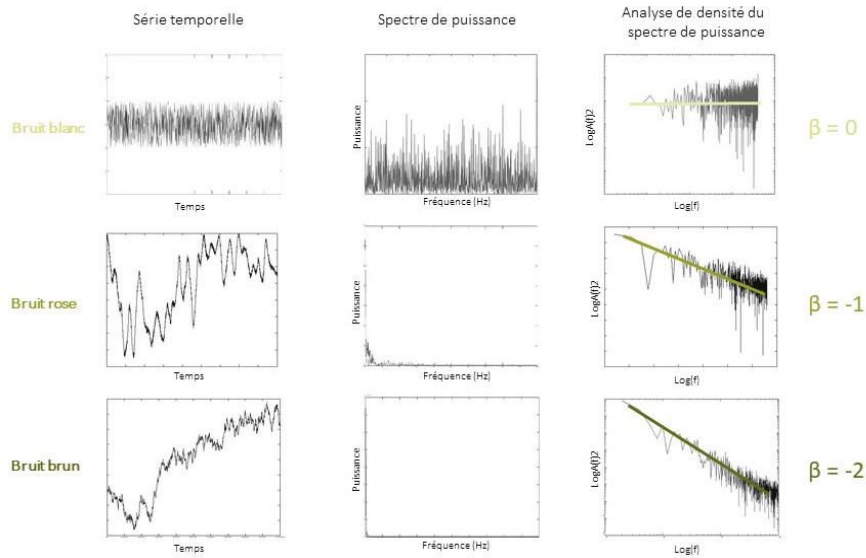 Série temporelle
Spectre de puissance
Analyse de densité du
spectre de puissance
Bruit blanc
Temps
Puissance
Fréquence (Hz)
LogA(f)2
Log(f)
β = 0
Bruit rose
Temps
Puissance
Fréquence (Hz)
LogA(f)2
Log(f)
β = -1
Bruit brun
Temps
Puissance
Fréquence (Hz)
LogA(f)2
Log(f)
β = -2